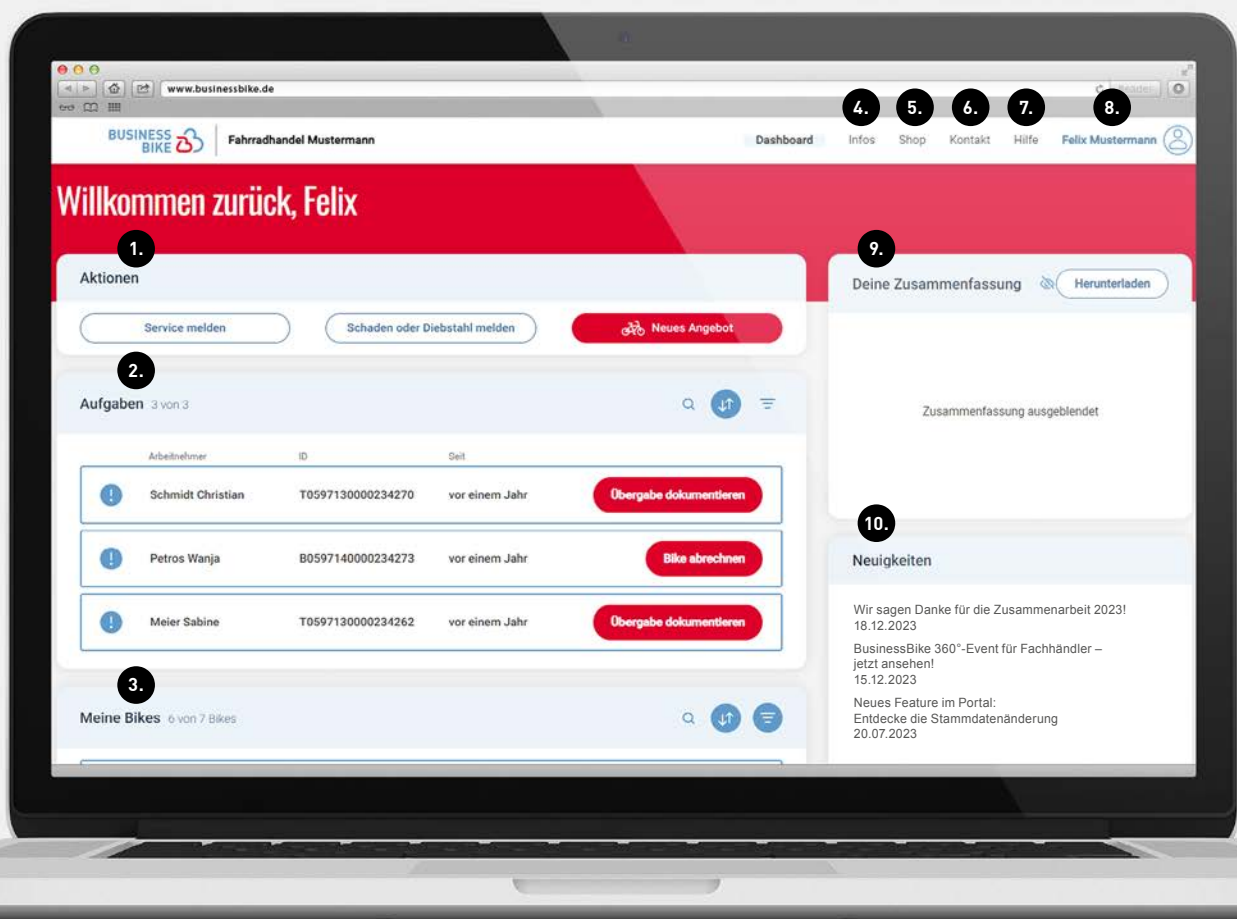 www.businessbike.de
Reader
4. 5. 6. 7. 8.
BUSINESS
BIKE
Fahrradhandel Mustermann
Dashboard Infos Shop Kontakt Hilfe Felix Mustermann
Willkommen zurück, Felix
1.
Aktionen
Service melden Schaden oder Diebstahl melden Neues Angebot
2.
Aufgaben 3 von 3
Arbeitnehmer ID Seit
Schmidt Christian T0597130000234270 vor einem Jahr Übergabe dokumentieren
Petros Wanja B0597140000234273 vor einem Jahr Bike abrechnen
Meier Sabine T0597130000234262 vor einem Jahr Übergabe dokumentieren
3.
Meine Bikes 6 von 7 Bikes
9.
Deine Zusammenfassung Herunterladen
Zusammenfassung ausgeblendet
10.
Neuigkeiten
Wir sagen Danke für die Zusammenarbeit 2023!
18.12.2023
BusinessBike 360°-Event für Fachhändler –
jetzt ansehen!
15.12.2023
Neues Feature im Portal:
Entdecke die Stammdatenänderung
20.07.2023